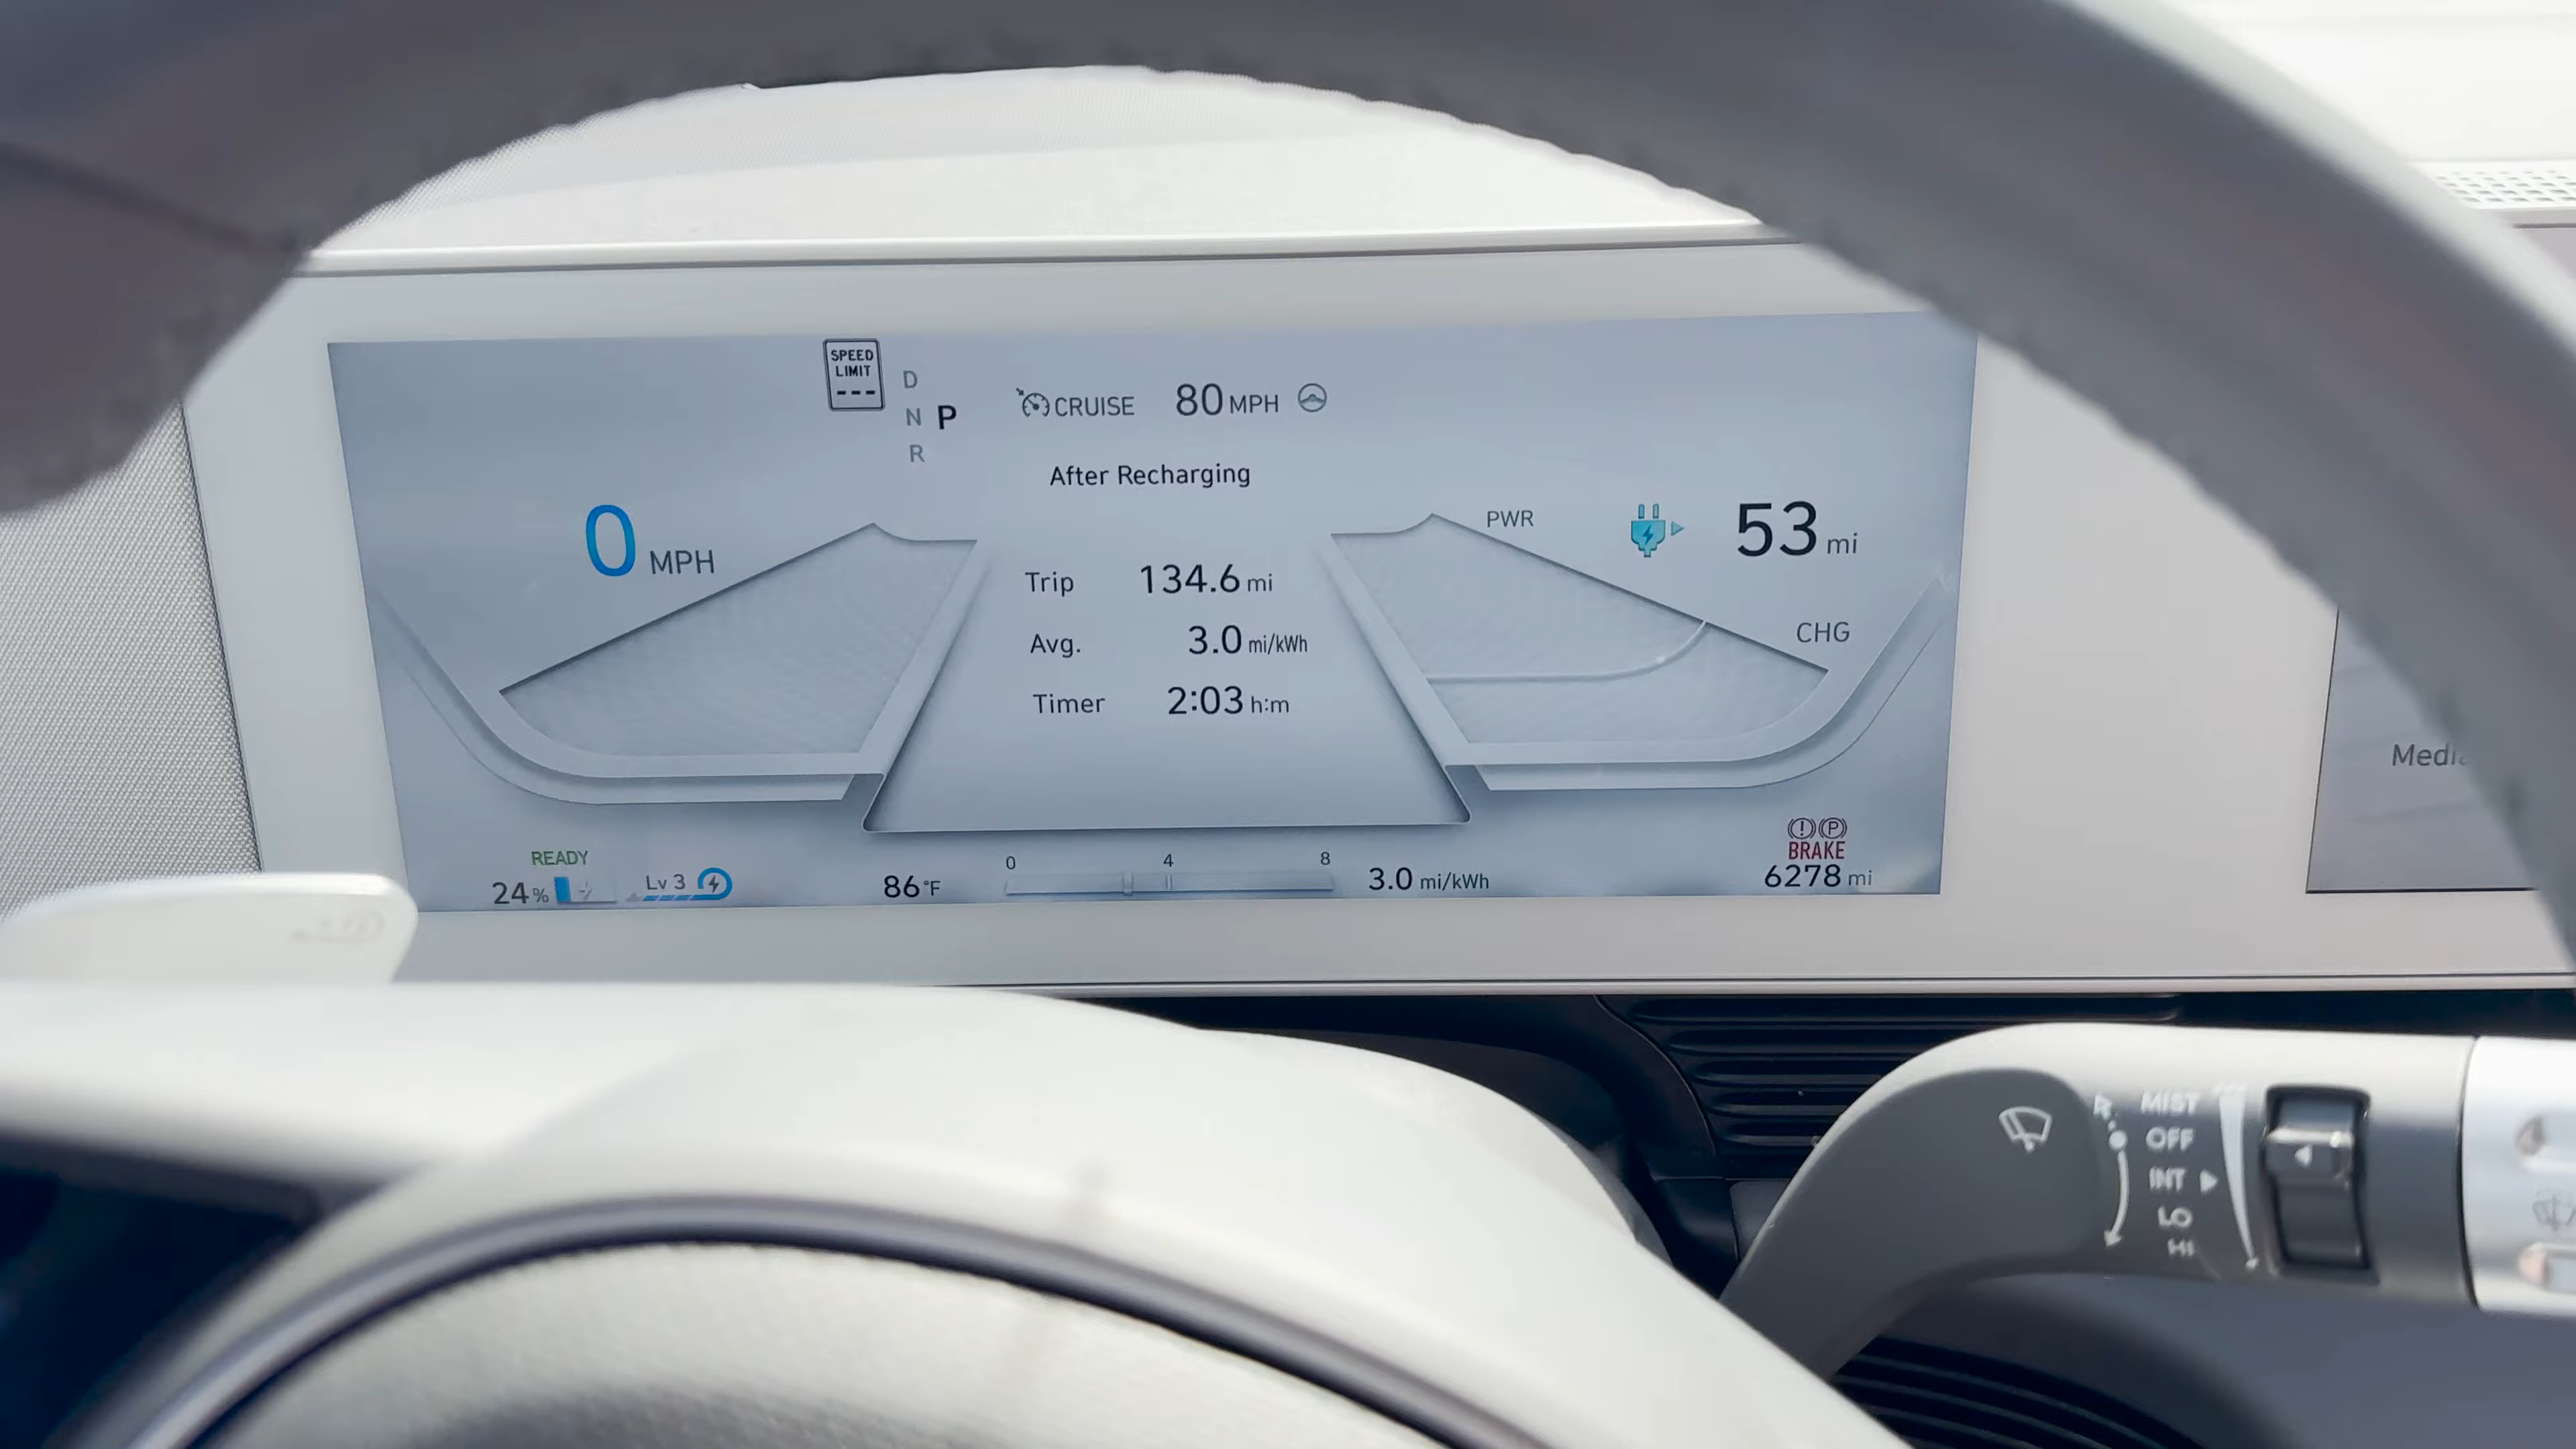 SPEED
LIMIT
---
D
N P
R
CRUISE 80 MPH
After Recharging
0 MPH
PWR
53 mi
CHG
Trip 134.6 mi
Avg. 3.0 mi/kWh
Timer 2:03 h:m
READY
24%
Lv 3
86°F
0 4 8
3.0 mi/kWh
BRAKE
6278 mi
MIST
OFF
INT
LO
HI